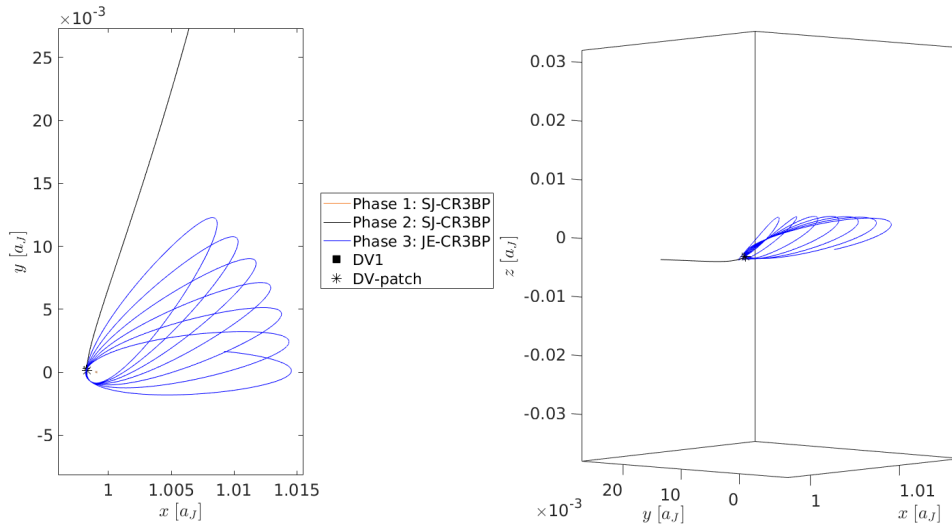 ×10⁻³
25
20
15
10
5
0
-5
y [a_J]
1
1.005
1.01
1.015
x [a_J]
Phase 1: SJ-CR3BP
Phase 2: SJ-CR3BP
Phase 3: JE-CR3BP
DV1
DV-patch
0.03
0.02
0.01
0
-0.01
-0.02
-0.03
z [a_J]
20
10
0
×10⁻³
y [a_J]
1
1.01
x [a_J]